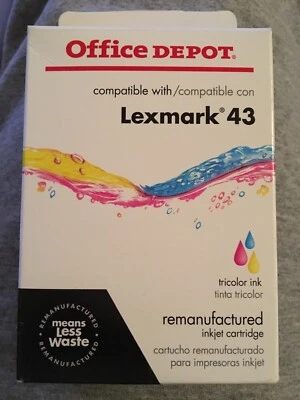 Office DEPOT®
compatible with/compatible con
Lexmark® 43
tricolor ink
tinta tricolor
• REMANUFACTURED •
means
Less
Waste
REMANUFACTURED
remanufactured
inkjet cartridge
cartucho remanufacturado
para impresoras inkjet